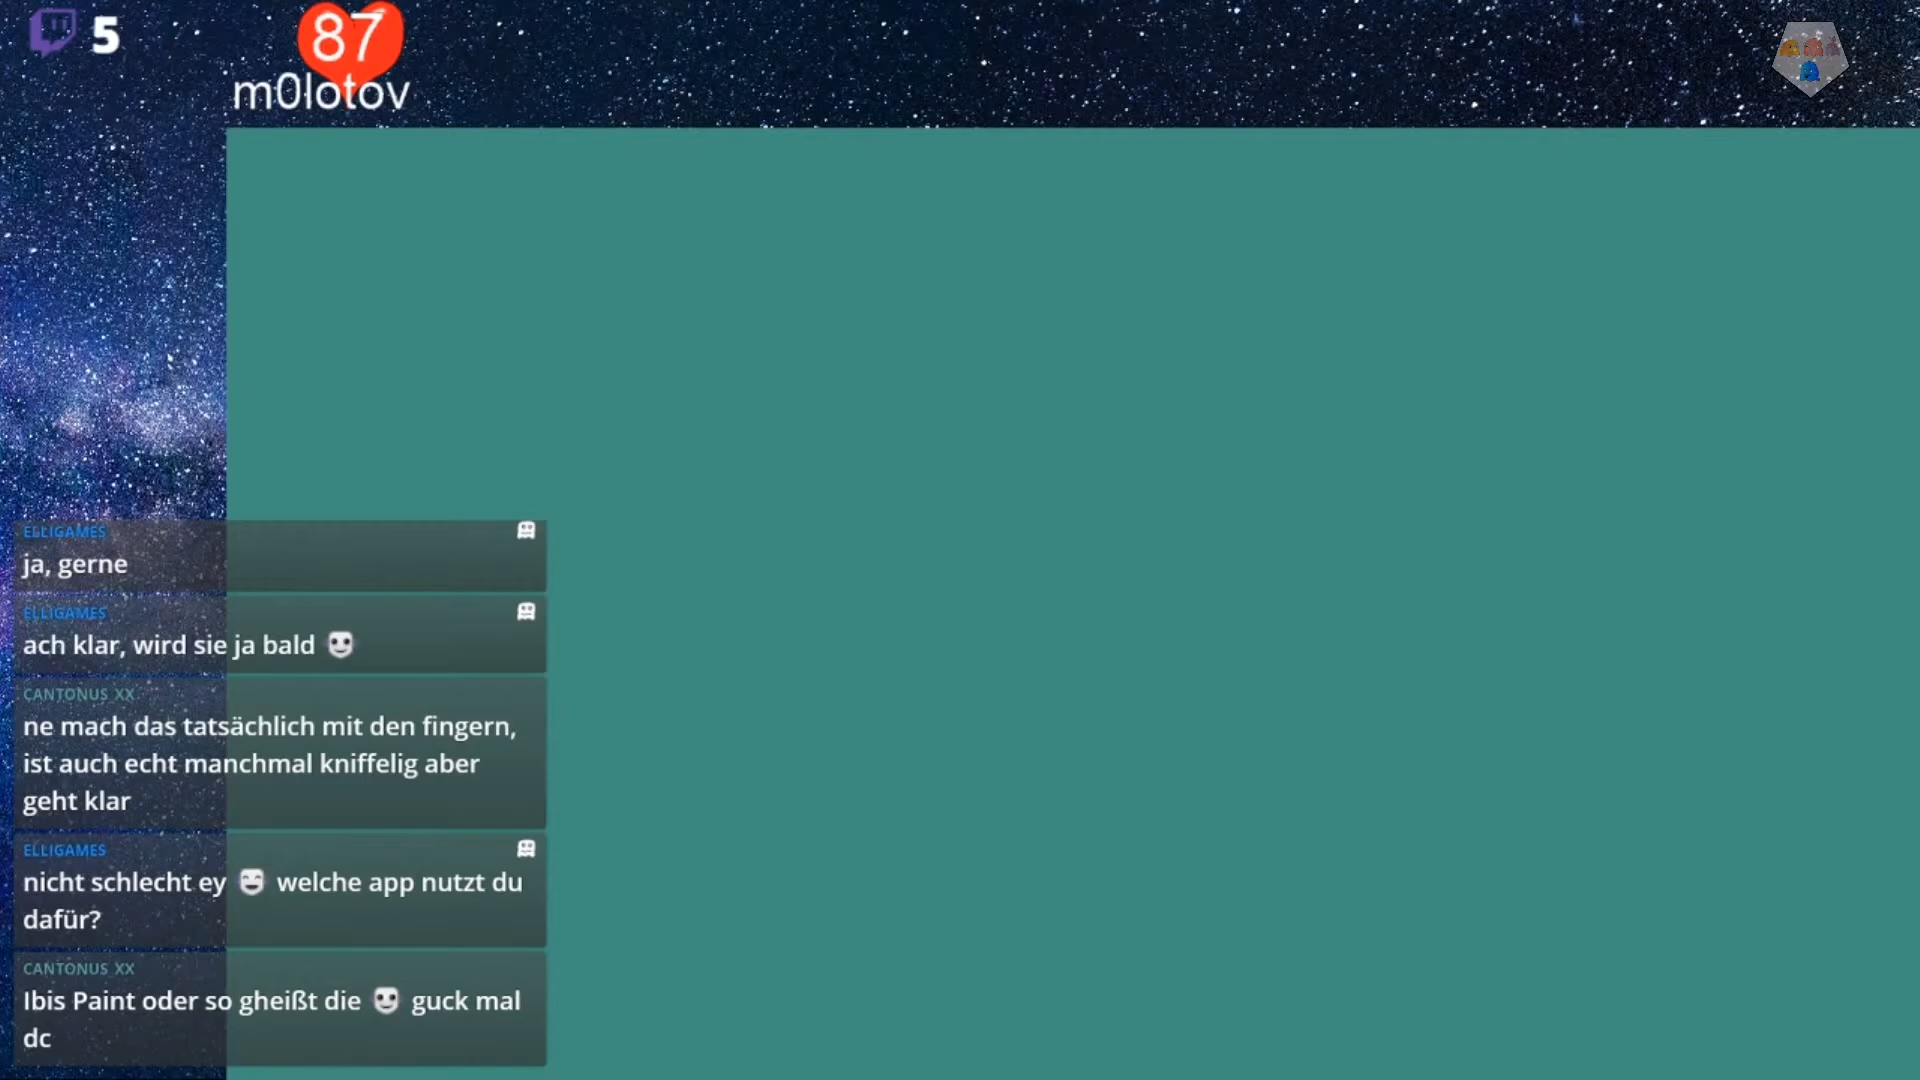 5
87
m0lotov
ELLIGAMES
ja, gerne
ELLIGAMES
ach klar, wird sie ja bald
CANTONUS XX
ne mach das tatsächlich mit den fingern,
ist auch echt manchmal kniffelig aber
geht klar
ELLIGAMES
nicht schlecht ey welche app nutzt du
dafür?
CANTONUS XX
Ibis Paint oder so gheißt die guck mal
dc